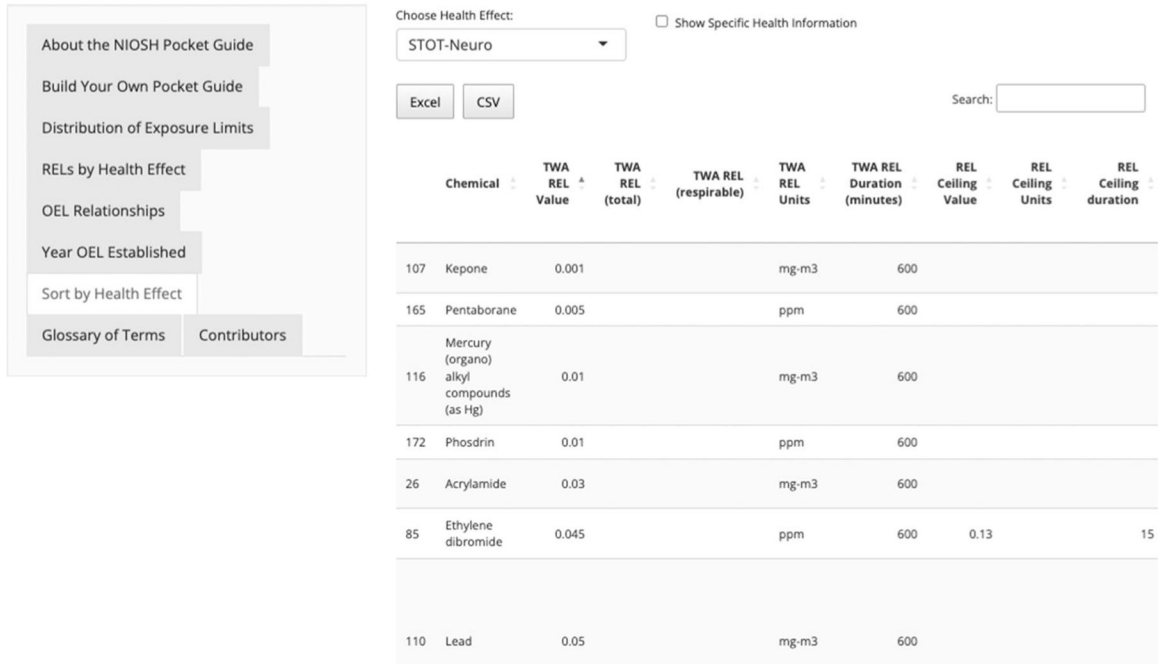 About the NIOSH Pocket Guide
Build Your Own Pocket Guide
Distribution of Exposure Limits
RELs by Health Effect
OEL Relationships
Year OEL Established
Sort by Health Effect
Glossary of Terms Contributors
Choose Health Effect:
STOT-Neuro
Show Specific Health Information
Excel CSV
Search:
Chemical
TWA
REL
Value
TWA
REL
(total)
TWA REL
(respirable)
TWA
REL
Units
TWA REL
Duration
(minutes)
REL
Ceiling
Value
REL
Ceiling
Units
REL
Ceiling
duration
107 Kepone 0.001 mg-m3 600
165 Pentaborane 0.005 ppm 600
116 Mercury
(organo)
alkyl
compounds
(as Hg)
0.01 mg-m3 600
172 Phosdrin 0.01 ppm 600
26 Acrylamide 0.03 mg-m3 600
85 Ethylene
dibromide
0.045 ppm 600 0.13 15
110 Lead 0.05 mg-m3 600